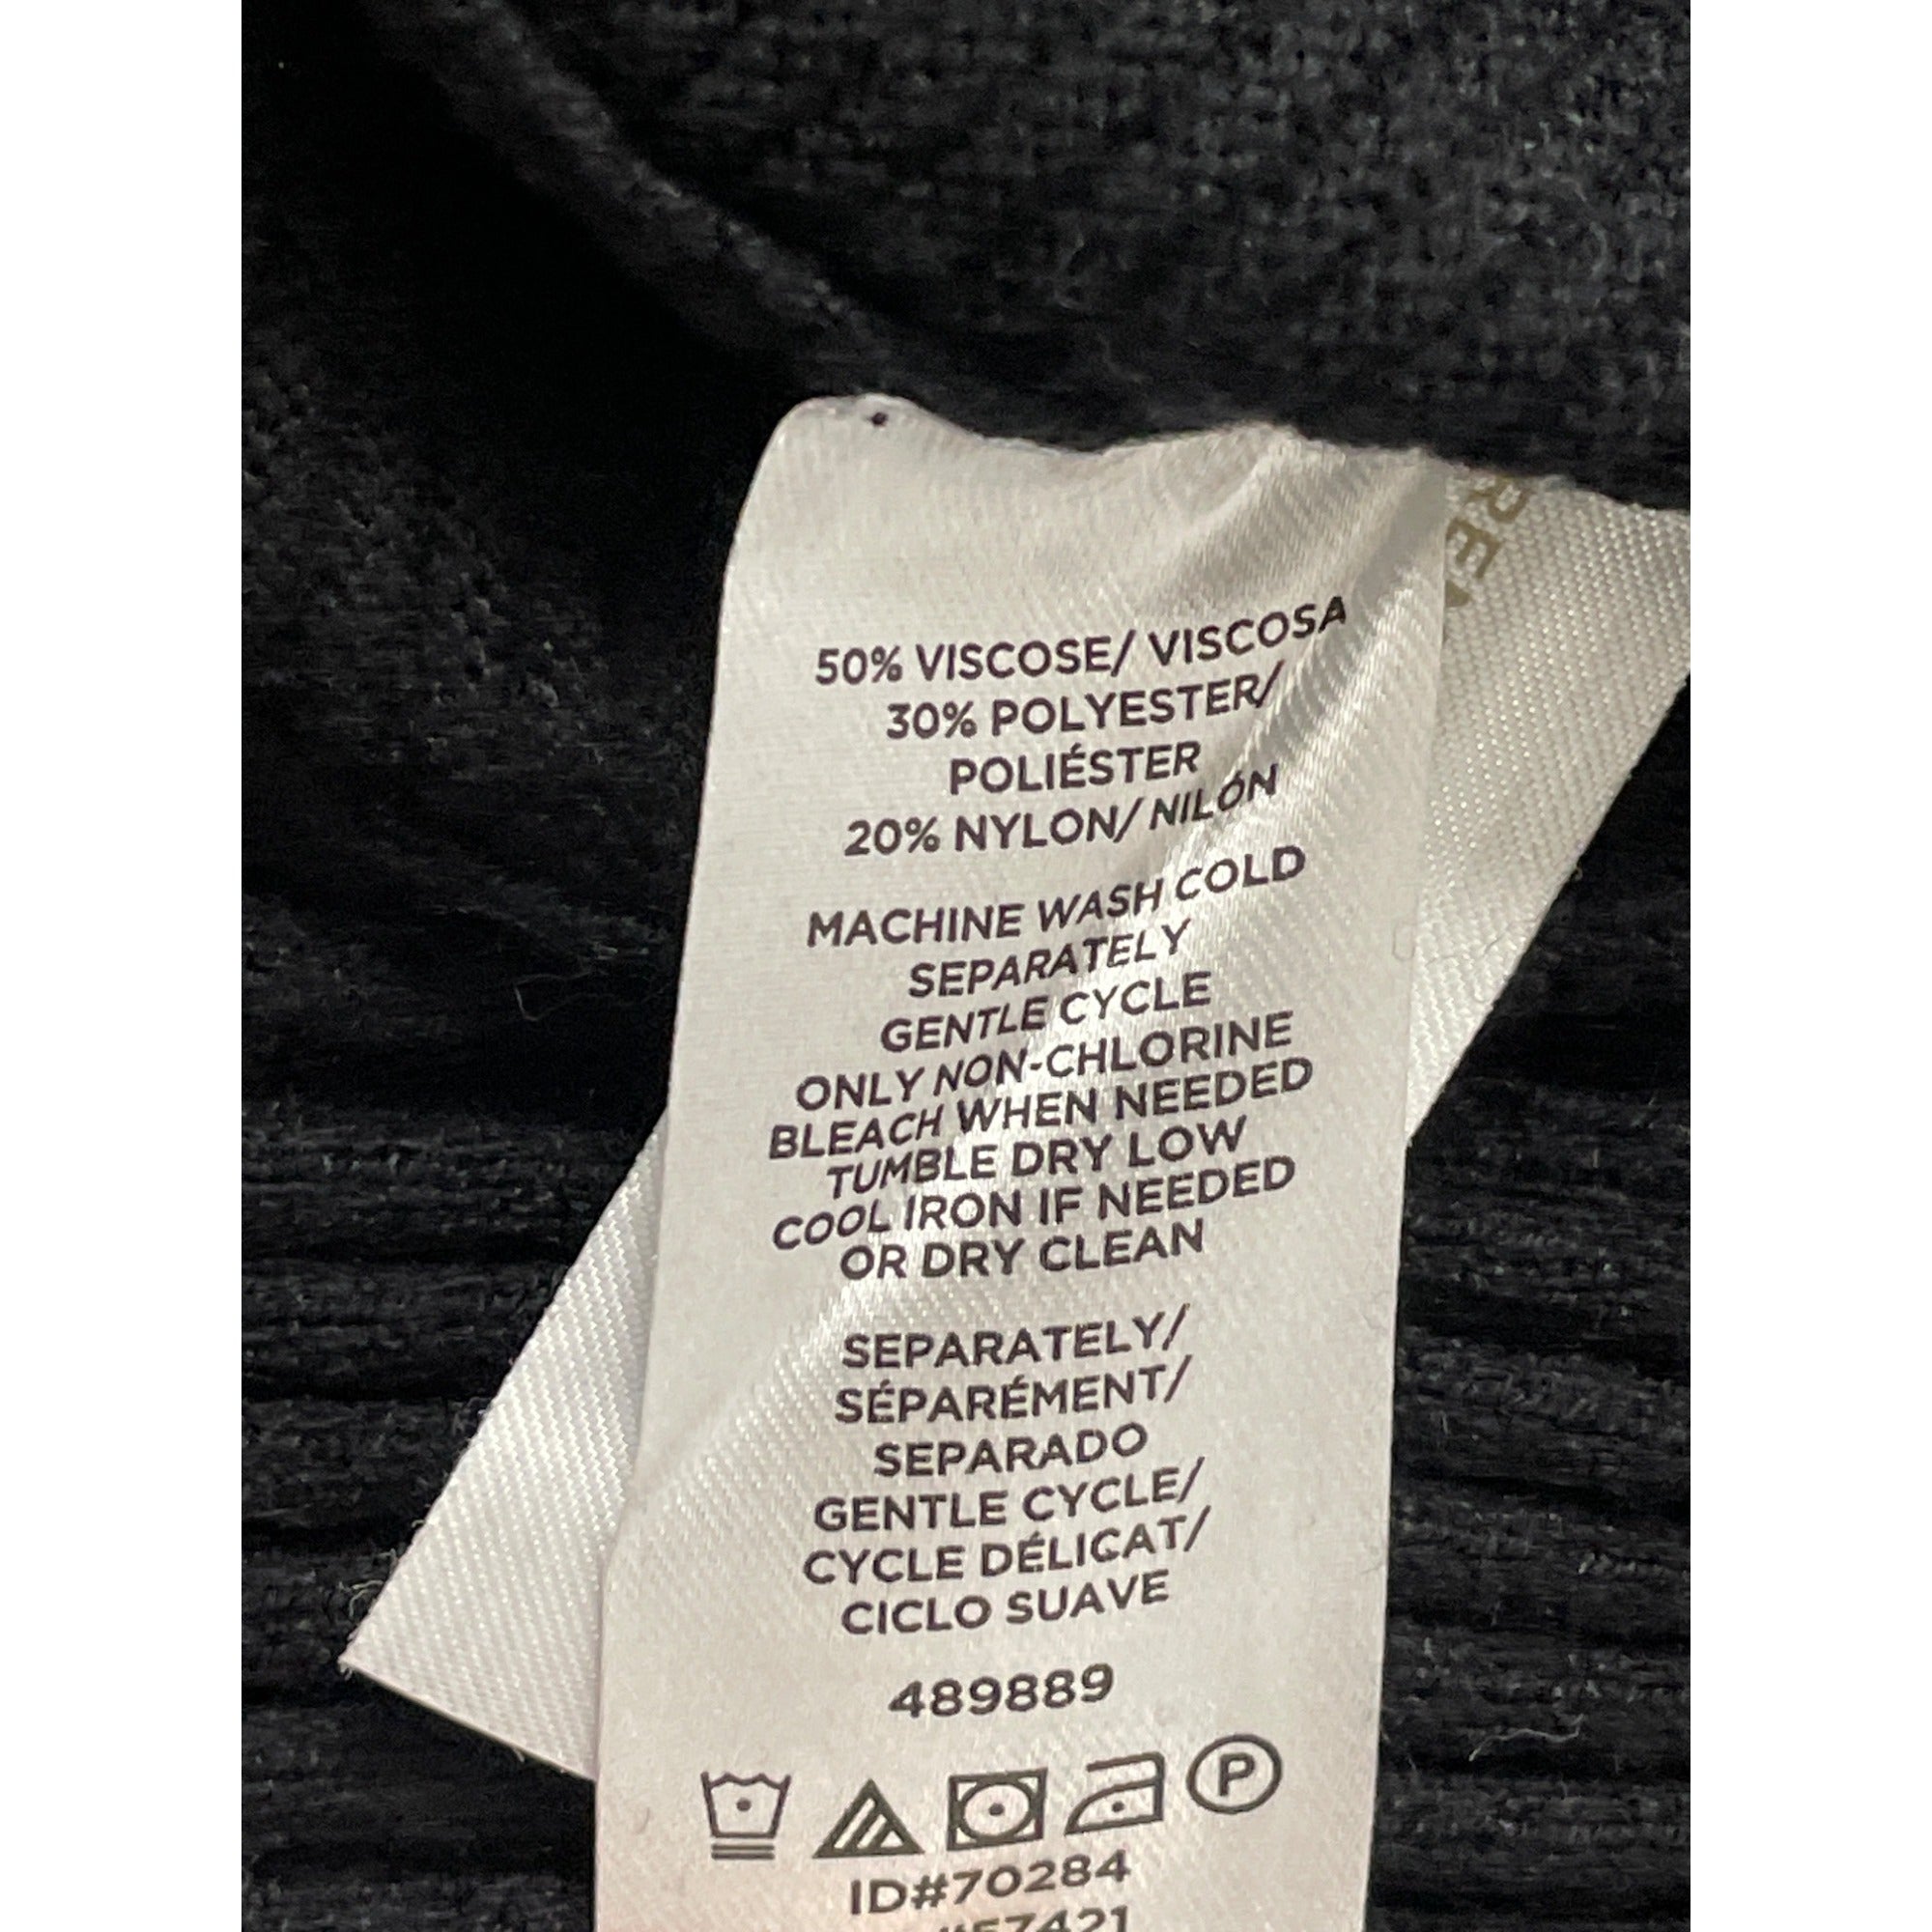 50% VISCOSE/ VISCOSA
30% POLYESTER/
POLIÉSTER
20% NYLON/ NILÓN
MACHINE WASH COLD
SEPARATELY
GENTLE CYCLE
ONLY NON-CHLORINE
BLEACH WHEN NEEDED
TUMBLE DRY LOW
COOL IRON IF NEEDED
OR DRY CLEAN
SEPARATELY/
SÉPARÉMENT/
SEPARADO
GENTLE CYCLE/
CYCLE DÉLICAT/
CICLO SUAVE
489889
P
ID#70284
#57421